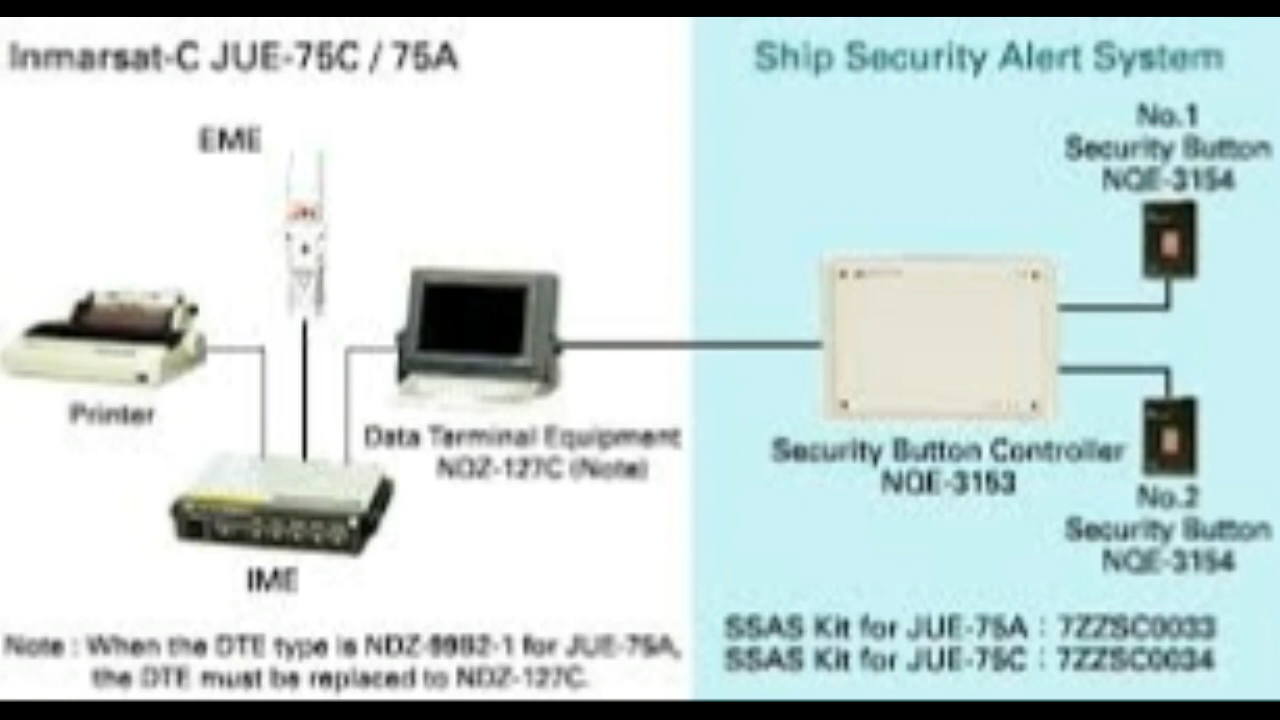 Inmarsat-C JUE-75C / 75A
EME
JRC
Printer
Data Terminal Equipment
NDZ-127C (Note)
IME
Note : When the DTE type is for JUE-75A,
the DTE must be replaced to NDZ-127C.
Ship Security Alert System
No.1
Security Button
NQE-3154
Security Button Controller
NQE-3153
No.2
Security Button
NQE-3154
SSAS Kit for JUE-75A : 7ZZSC0033
SSAS Kit for JUE-75C : 7ZZSC0034